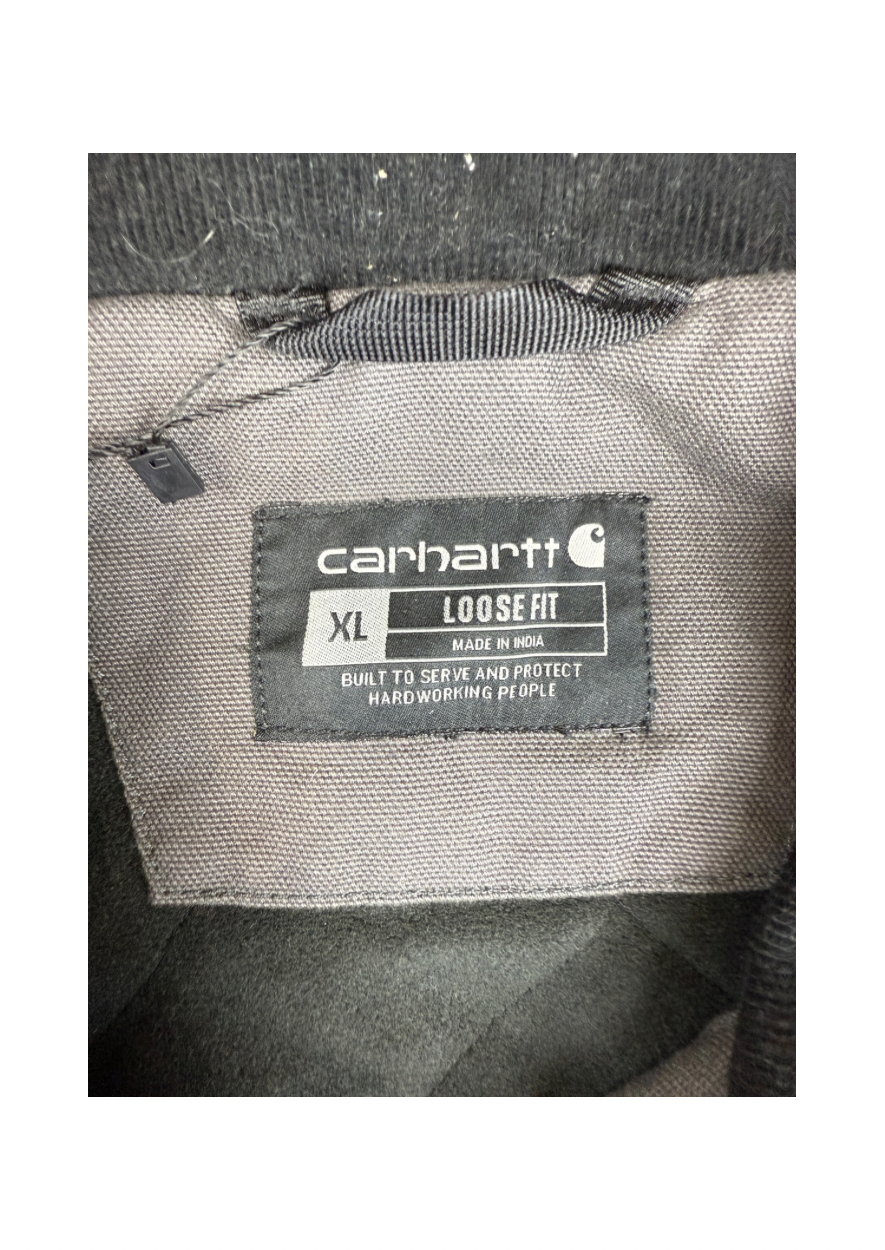 carhartt
XL
LOOSE FIT
MADE IN INDIA
BUILT TO SERVE AND PROTECT
HARDWORKING PEOPLE